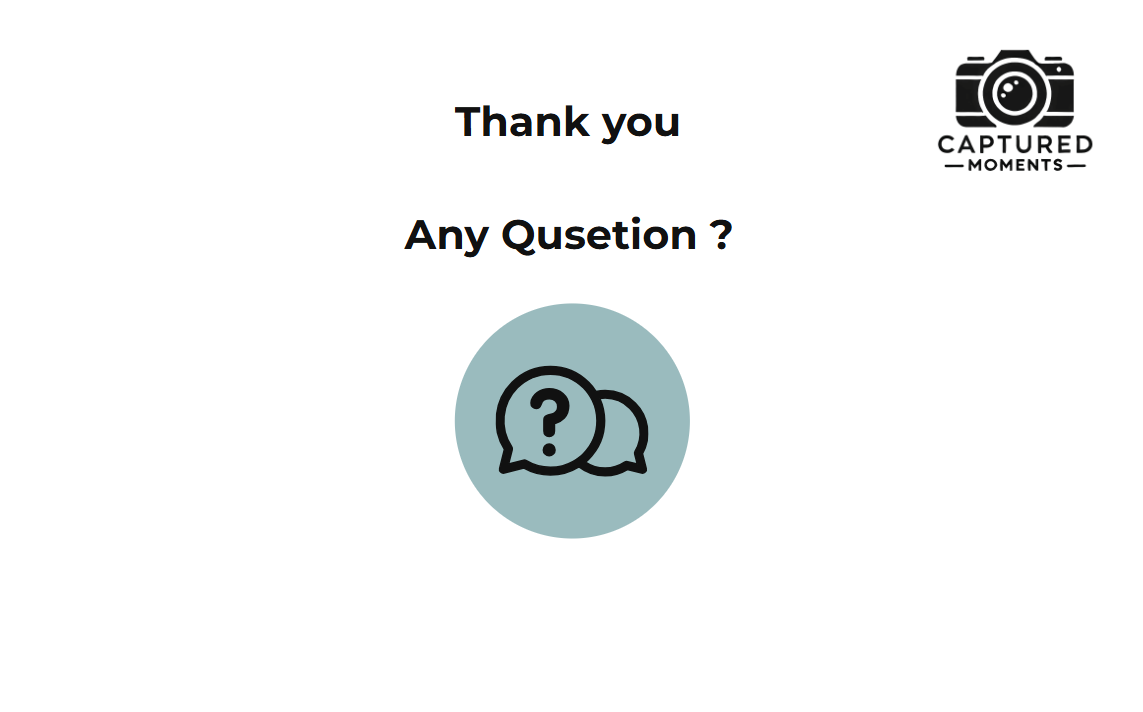 Thank you
Any Qusetion ?
?
CAPTURED
MOMENTS